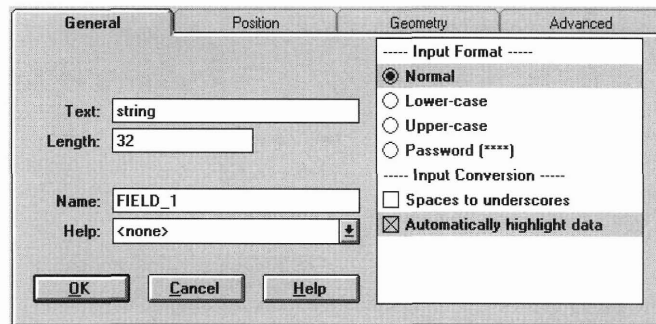 General Position Geometry Advanced
Text: string
Length: 32
Name: FIELD_1
Help: <none>
OK Cancel Help
----- Input Format -----
Normal
Lower-case
Upper-case
Password (****)
----- Input Conversion -----
Spaces to underscores
Automatically highlight data